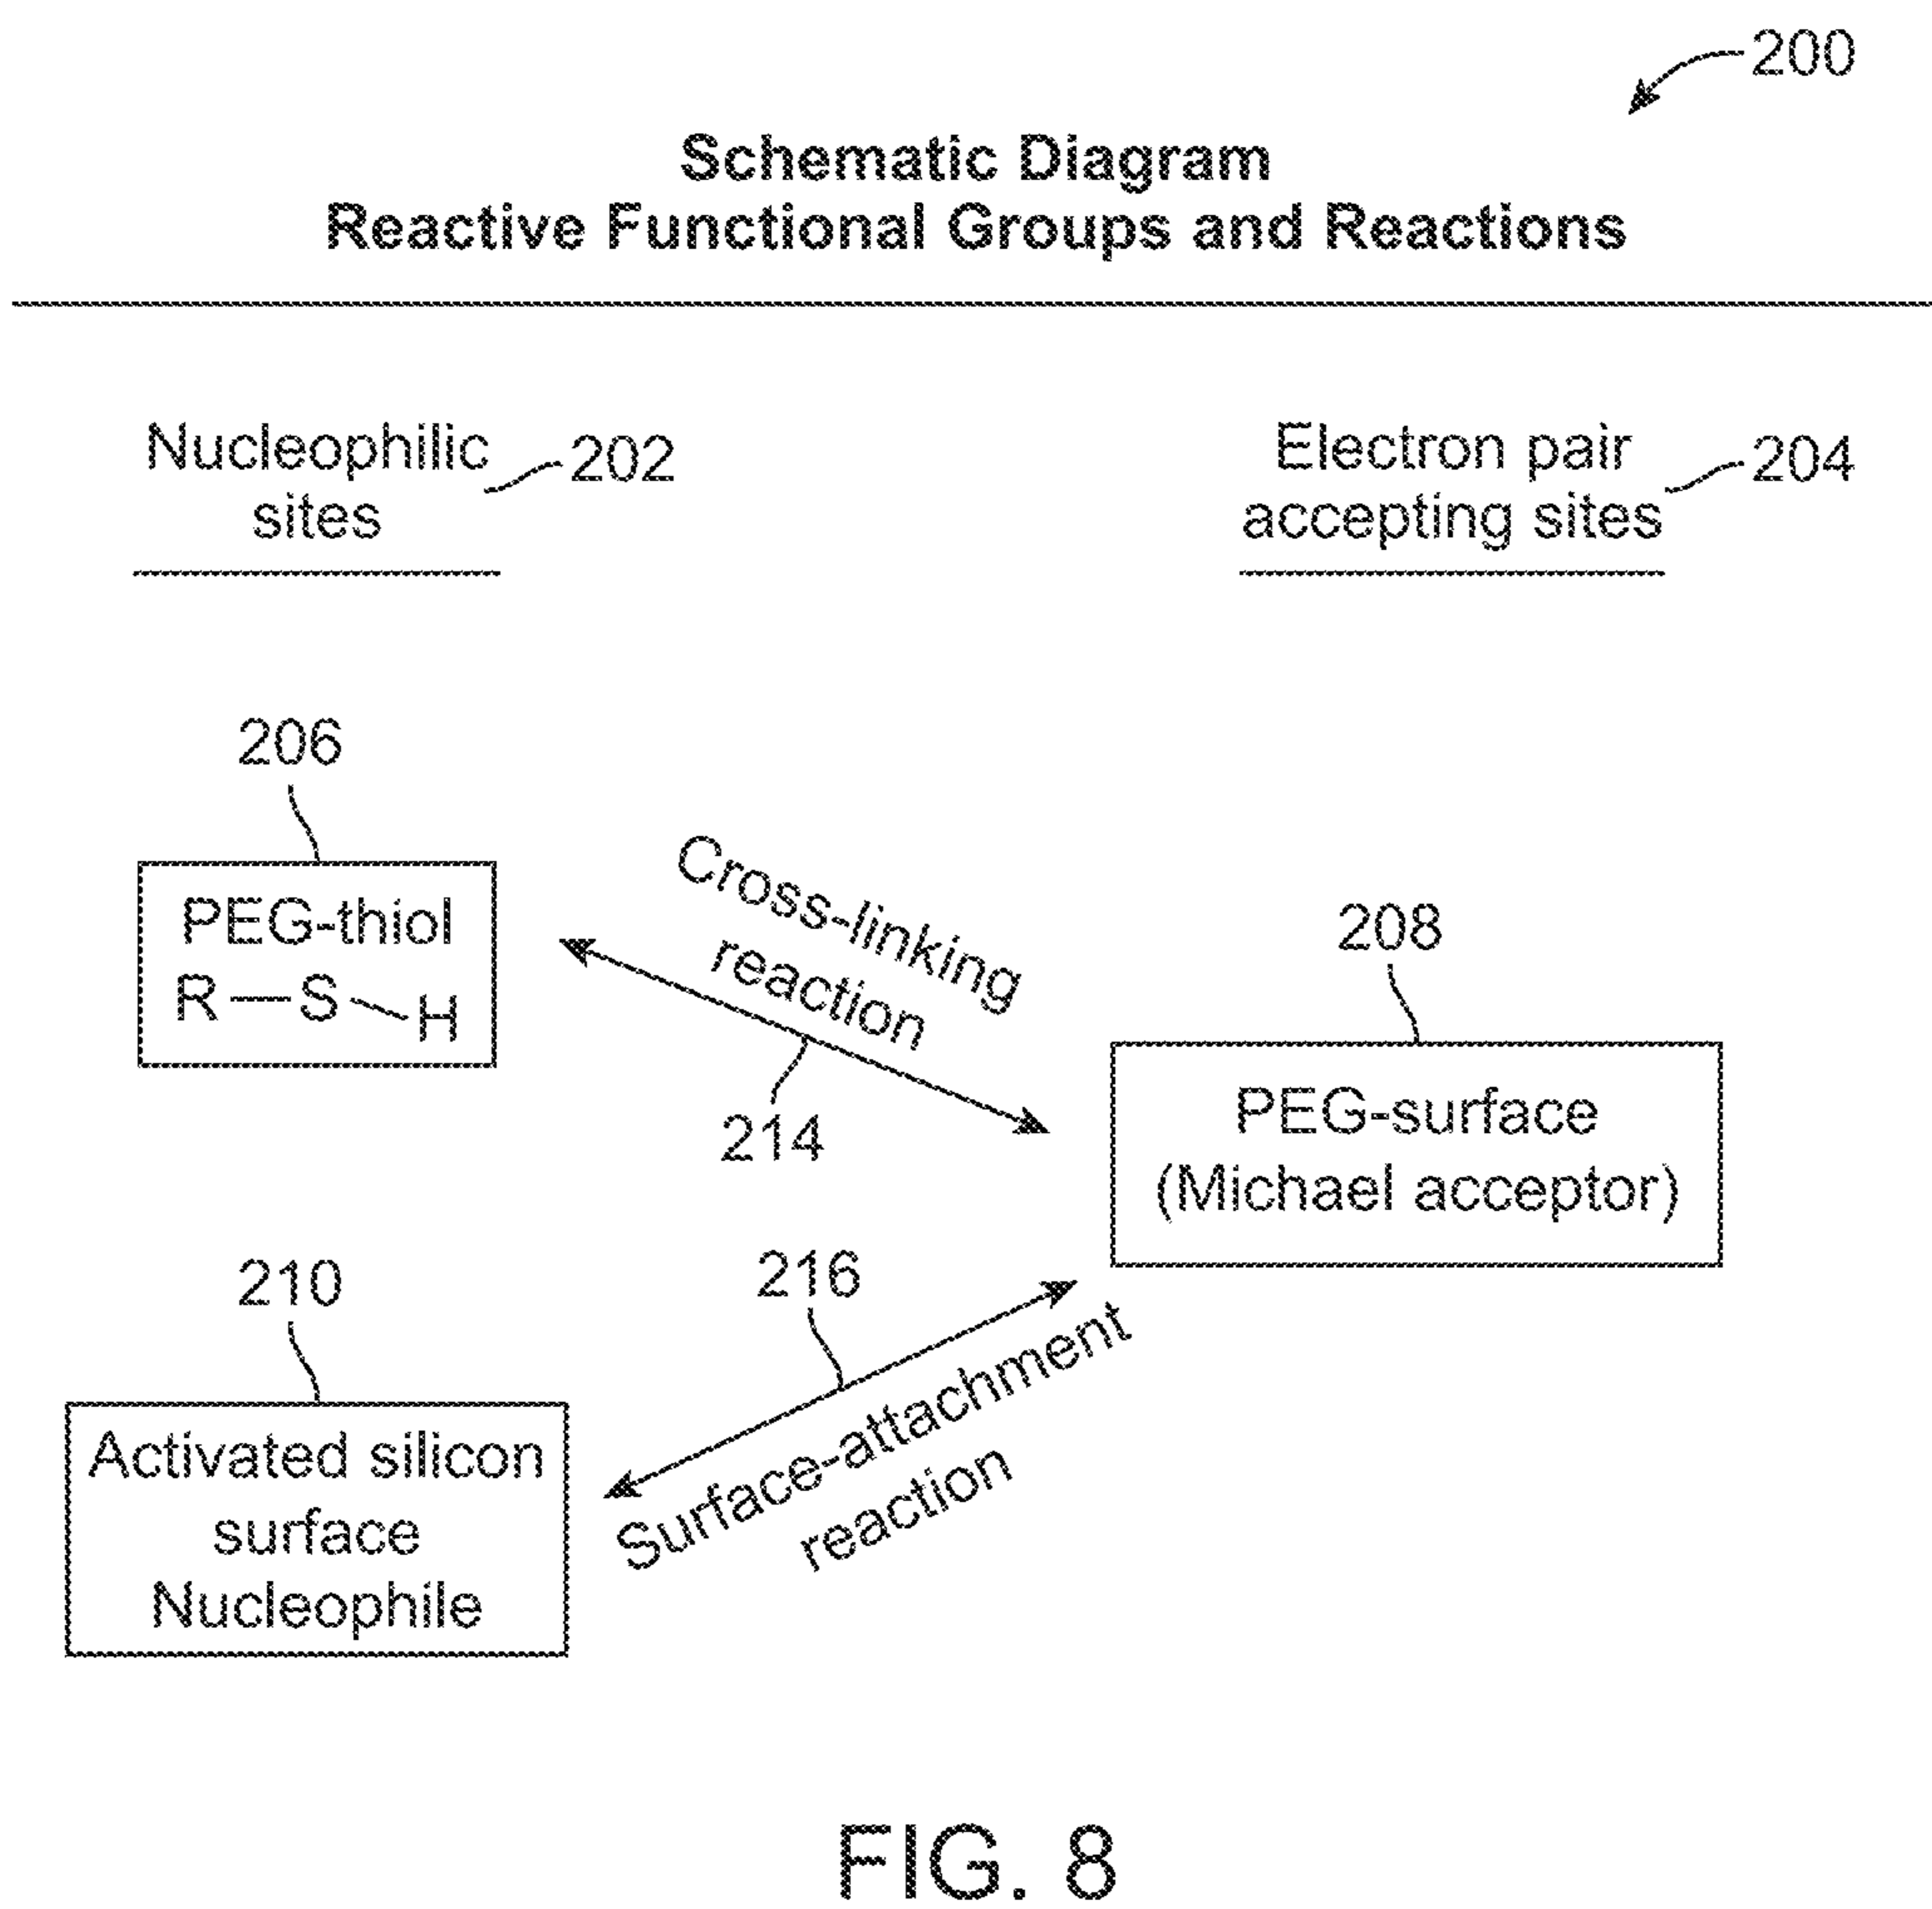 200
Schematic Diagram
Reactive Functional Groups and Reactions
Nucleophilic
sites
202
Electron pair
accepting sites
204
206
PEG-thiol
R—S—H
Cross-linking
reaction
214
208
PEG-surface
(Michael acceptor)
210
Activated silicon
surface
Nucleophile
216
Surface-attachment
reaction
FIG. 8